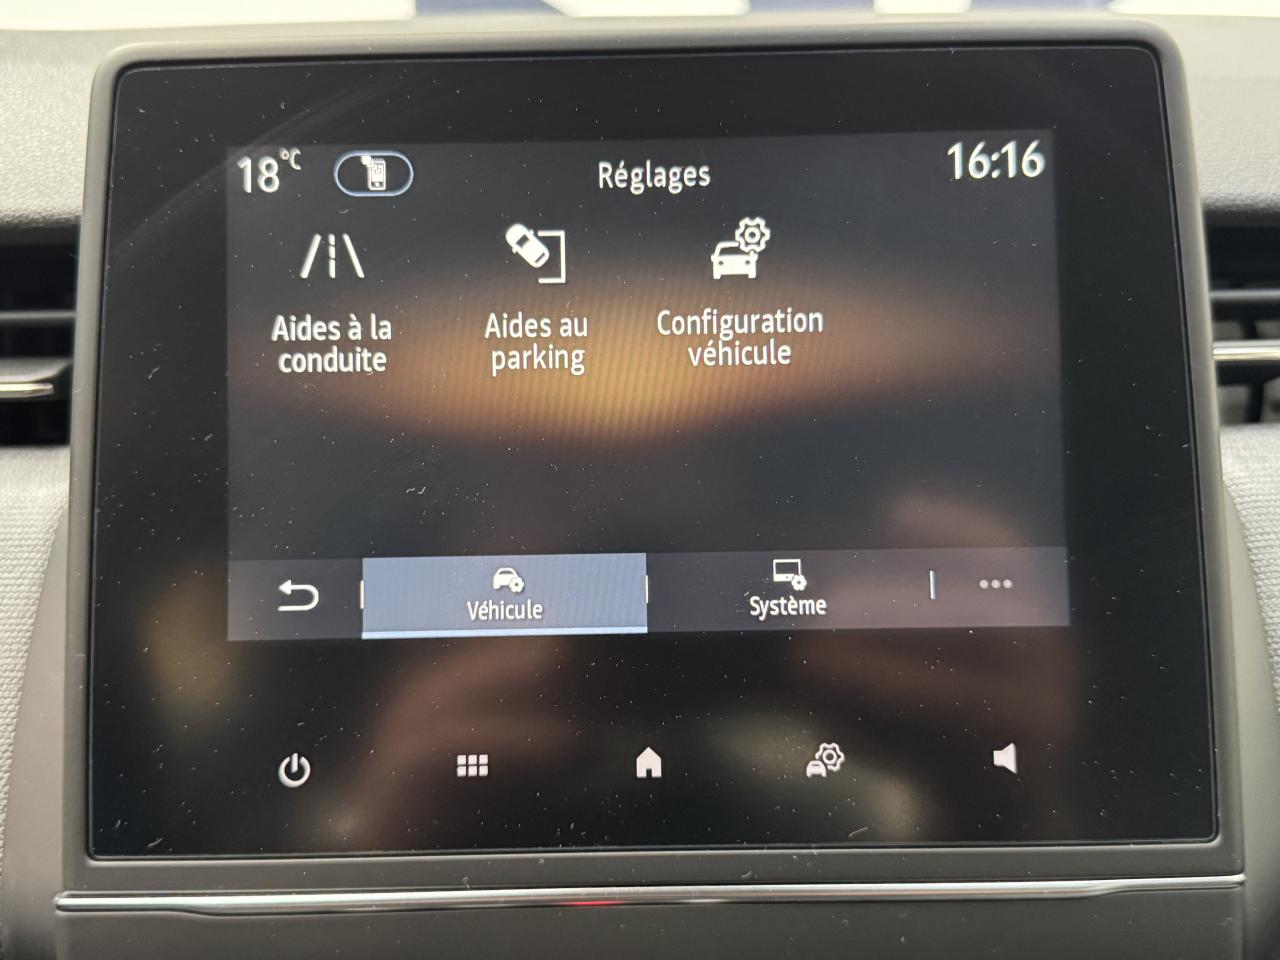 18°C
Réglages
16:16
Aides à la
conduite
Aides au
parking
Configuration
véhicule
Véhicule
Système